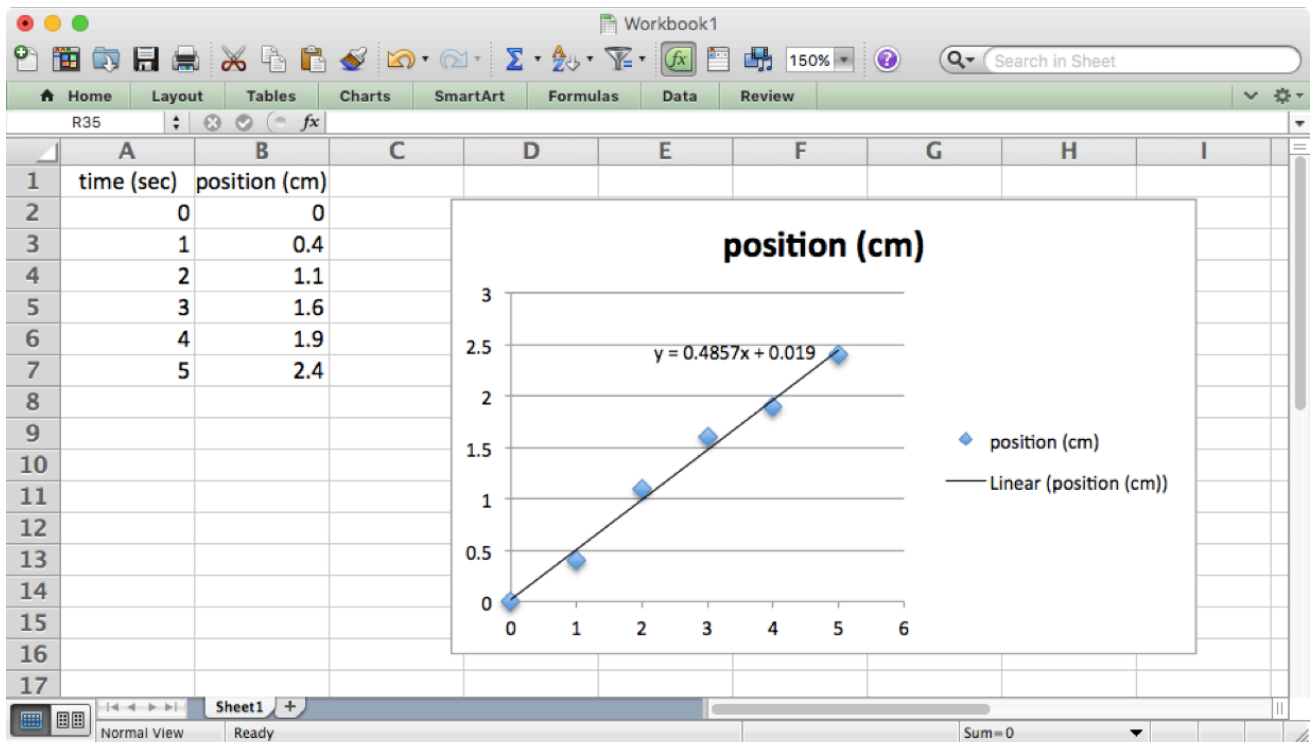 Workbook1
150%
Search in Sheet
Home Layout Tables Charts SmartArt Formulas Data Review
R35 fx
A B C D E F G H I
1 time (sec) position (cm)
2 0 0
3 1 0.4
4 2 1.1
5 3 1.6
6 4 1.9
7 5 2.4
8
9
10
11
12
13
14
15
16
17
position (cm)
3
2.5
2
1.5
1
0.5
0
y = 0.4857x + 0.019
0 1 2 3 4 5 6
position (cm)
Linear (position (cm))
Sheet1 +
Normal View Ready Sum=0